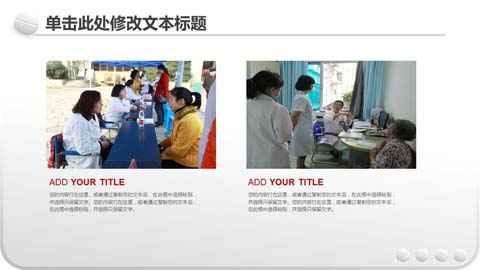 单击此处修改文本标题
ADD YOUR TITLE
您的内容打在这里，或者通过复制您的文本后，在此框中选择粘贴，
并选择只保留文字。您的内容打在这里，或者通过复制您的文本后，
在此框中选择粘贴，并选择只保留文字。
ADD YOUR TITLE
您的内容打在这里，或者通过复制您的文本后，在此框中选择粘贴，
并选择只保留文字。您的内容打在这里，或者通过复制您的文本后，
在此框中选择粘贴，并选择只保留文字。